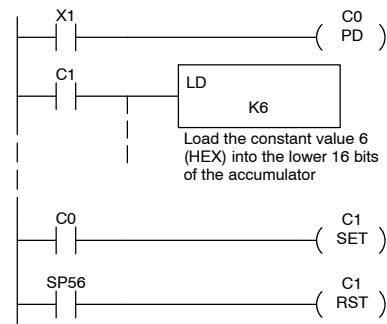 X1
C0
PD
C1
LD
K6
Load the constant value 6
(HEX) into the lower 16 bits
of the accumulator
C0
C1
SET
SP56
C1
RST